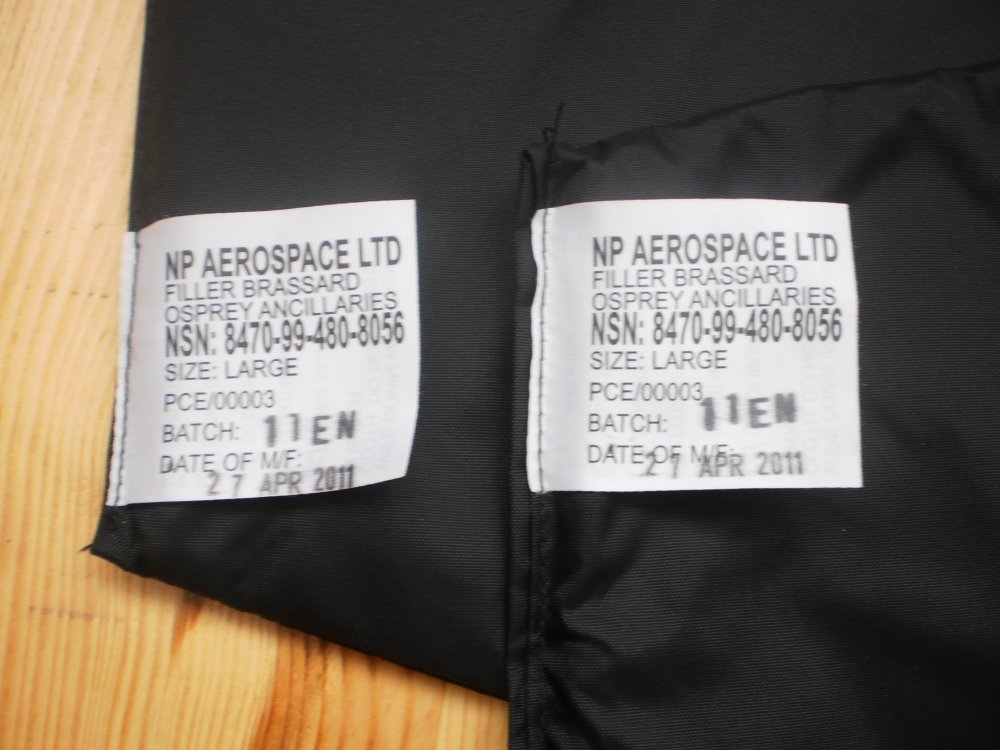 NP AEROSPACE LTD
FILLER BRASSARD
OSPREY ANCILLARIES
NSN: 8470-99-480-8056
SIZE: LARGE
PCE/00003
BATCH: 11EN
DATE OF M/F:
27 APR 2011
NP AEROSPACE LTD
FILLER BRASSARD
OSPREY ANCILLARIES
NSN: 8470-99-480-8056
SIZE: LARGE
PCE/00003
BATCH: 11EN
DATE OF M/F:
27 APR 2011